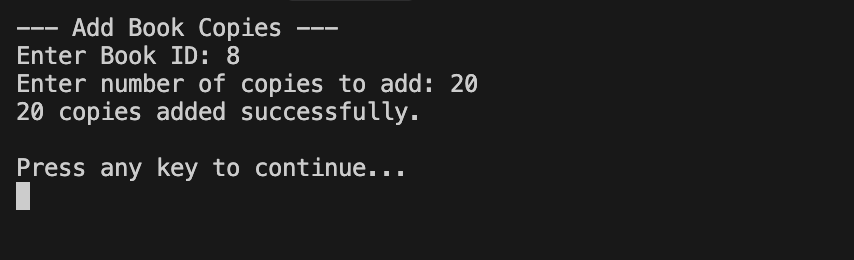 --- Add Book Copies ---
Enter Book ID: 8
Enter number of copies to add: 20
20 copies added successfully.
Press any key to continue...